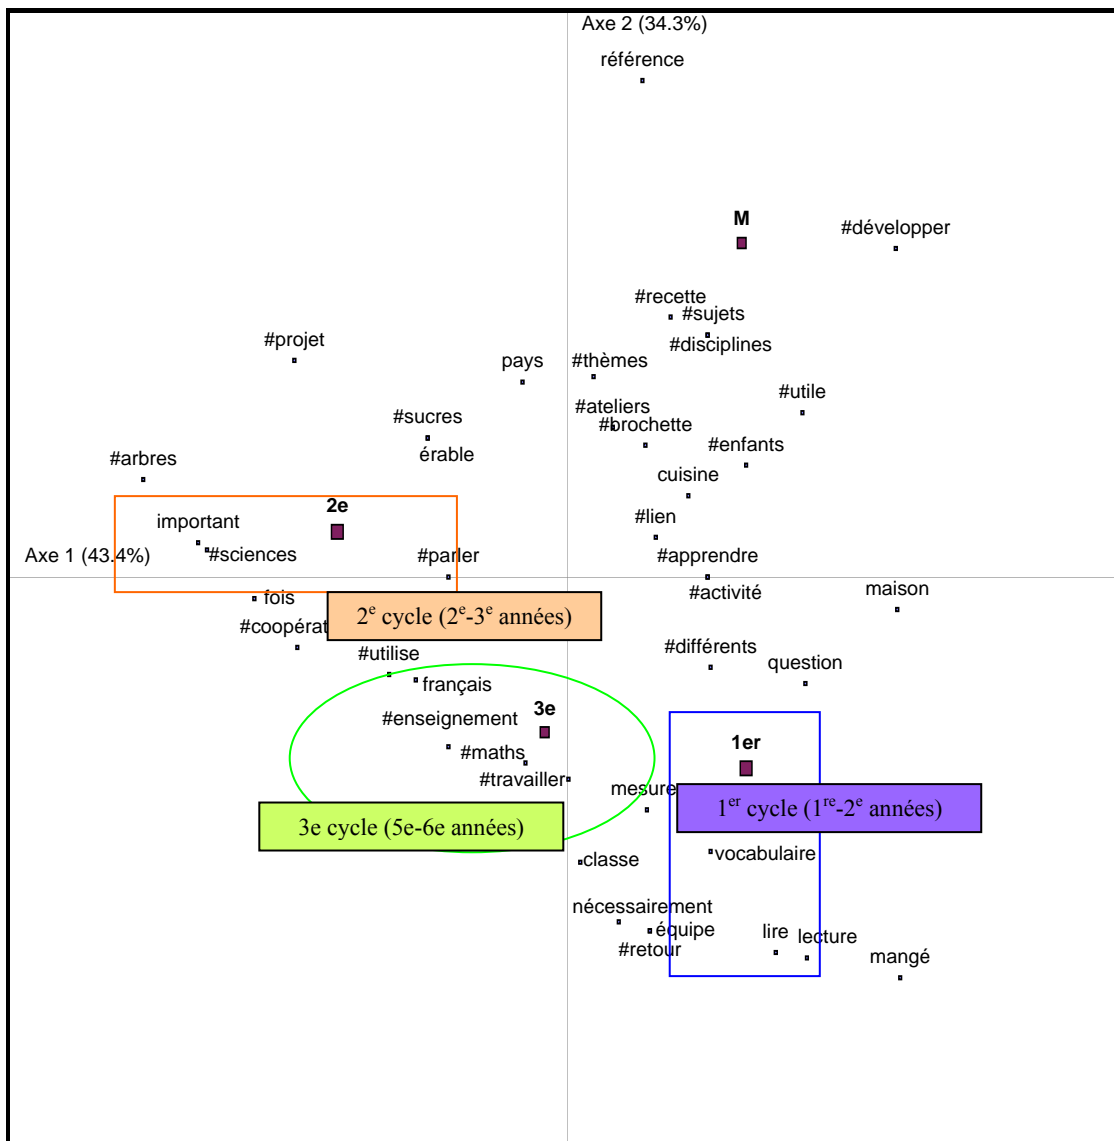 Axe 2 (34.3%)
référence
M
#développer
#recette
#sujets
#disciplines
#projet
pays
#thèmes
#utile
#ateliers
#brochette
#sucres
érable
#enfants
#arbres
cuisine
2e
important
#lien
#sciences
Axe 1 (43.4%)
#parler
#apprendre
#activité
fois
maison
2e cycle (2e-3e années)
#coopérat
#utilise
#différents
question
français
3e
#enseignement
#maths
1er
#travailler
mesure
1er cycle (1re-2e années)
3e cycle (5e-6e années)
classe
vocabulaire
nécessairement
équipe
#retour
lire
lecture
mangé